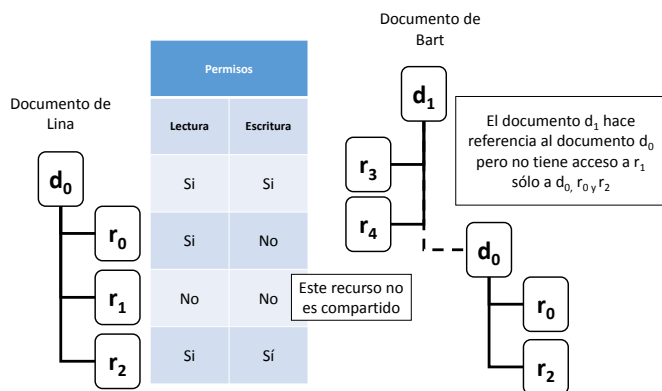 Documento de
Lina
d0
r0
r1
r2
Permisos
Lectura Escritura
Si Si
Si No
No No
Si Sí
Este recurso no
es compartido
Documento de
Bart
d1
r3
r4
d0
r0
r2
El documento d1 hace
referencia al documento d0
pero no tiene acceso a r1
sólo a d0, r0 y r2